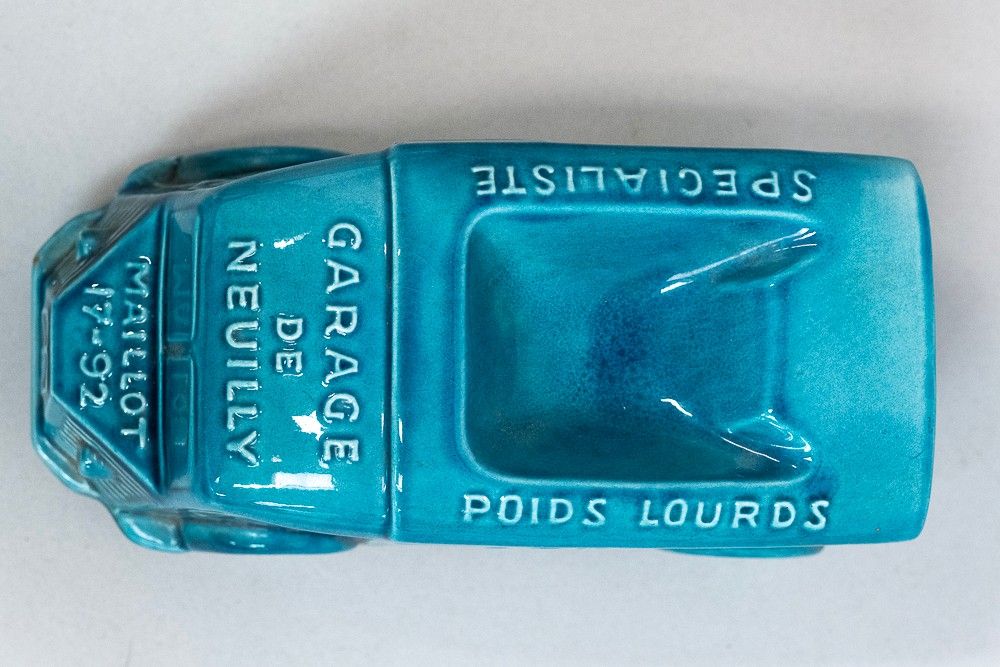 GARAGE
DE
NEUILLY
MAILLOT
17-92
SPECIALISTE
POIDS LOURDS